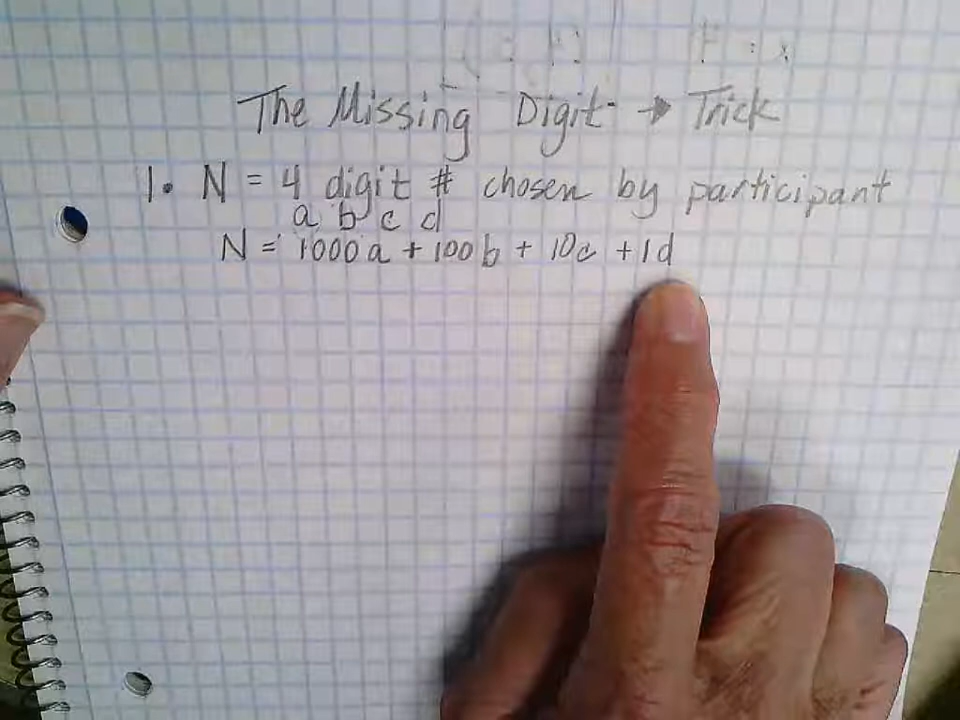 The Missing Digit → Trick
1. N = 4 digit # chosen by participant
a b c d
N = 1000a + 100b + 10c + 1d